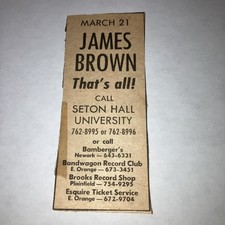 MARCH 21
JAMES
BROWN
That's all!
CALL
SETON HALL
UNIVERSITY
762-8995 or 762-8996
or call
Bamberger's
Newark — 643-6321
Bandwagon Record Club
E. Orange — 673-3451
Brooks Record Shop
Plainfield — 754-9295
Esquire Ticket Service
E. Orange — 672-9704